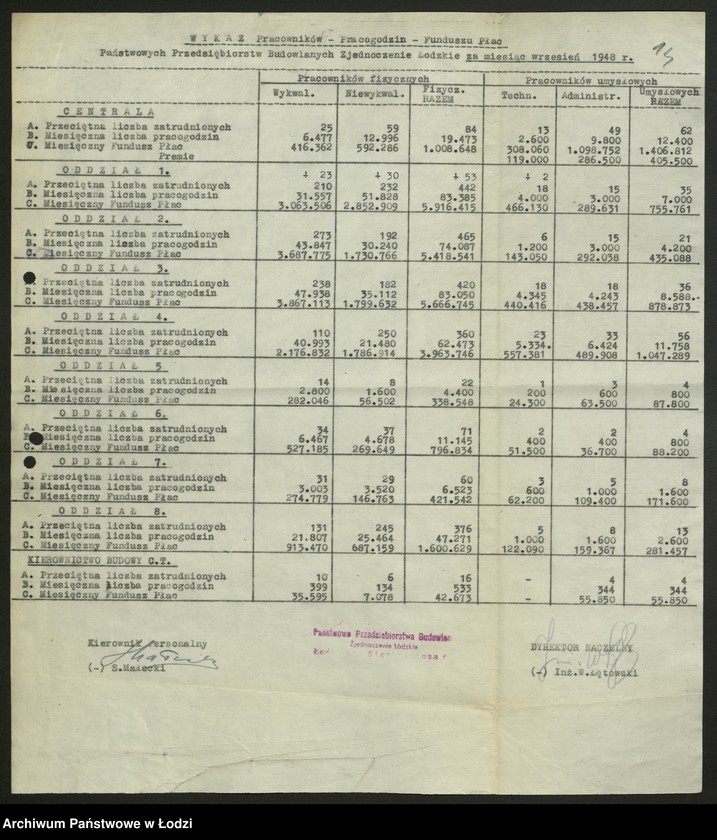 WYKAZ Pracowników - Pracogodzin - Funduszu Płac
Państwowych Przedsiębiorstw Budowlanych Zjednoczenie Łodzkie za miesiąc wrzesień 1948 r.
Pracowników fizycznych Pracowników umysłowych
Wykwal. Niewykwal. Fizycz. RAZEM Techn. Administr. Umysłowych RAZEM
CENTRALA
A. Przeciętna liczba zatrudnionych 25 59 84 13 49 62
B. Miesięczna liczba pracogodzin 6.477 12.996 19.473 2.600 9.800 12.400
C. Miesięczny Fundusz Płac 416.362 592.286 1.008.648 308.060 1.098.752 1.406.812
Premie 119.000 286.500 405.500
ODDZIAŁ 1. + 23 + 30 + 53 + 2
A. Przeciętna liczba zatrudnionych 210 232 442 18 15 35
B. Miesięczna liczba pracogodzin 31.557 51.828 83.385 4.000 3.000 7.000
C. Miesięczny Fundusz Płac 3.063.506 2.852.909 5.916.415 466.130 289.631 755.761
ODDZIAŁ 2.
A. Przeciętna liczba zatrudnionych 273 192 465 6 15 21
B. Miesięczna liczba pracogodzin 43.847 30.240 74.087 1.200 3.000 4.200
C. Miesięczny Fundusz Płac 3.687.775 1.730.766 5.418.541 143.050 292.038 435.088
ODDZIAŁ 3.
Przeciętna liczba zatrudnionych 238 182 420 18 18 36
B. Miesięczna liczba pracogodzin 47.938 35.112 83.050 4.345 4.243 8.588.-
C. Miesięczny Fundusz Płac 3.867.113 1.799.632 5.666.745 440.416 438.457 878.873
ODDZIAŁ 4.
A. Przeciętna liczba zatrudnionych 110 250 360 23 33 56
B. Miesięczna liczba pracogodzin 40.993 21.480 62.473 5.334. 6.424 11.758
C. Miesięczny Fundusz Płac 2.176.832 1.786.914 3.963.746 557.381 489.908 1.047.289
ODDZIAŁ 5
A. Przeciętna liczba zatrudnionych 14 8 22 1 3 4
B. Miesięczna liczba pracogodzin 2.800 1.600 4.400 200 600 800
C. Miesięczny Fundusz Płac 282.046 56.502 338.548 24.300 63.500 87.800
ODDZIAŁ 6.
A. Przeciętna liczba zatrudnionych 34 37 71 2 2 4
B. Miesięczna liczba pracogodzin 6.467 4.678 11.145 400 400 800
C. Miesięczny Fundusz Płac 527.185 269.649 796.834 51.500 36.700 88.200
ODDZIAŁ 7.
A. Przeciętna liczba zatrudnionych 31 29 60 3 5 8
B. Miesięczna liczba pracogodzin 3.003 3.520 6.523 600 1.000 1.600
C. Miesięczny Fundusz Płac 274.779 146.763 421.542 62.200 109.400 171.600
ODDZIAŁ 8.
A. Przeciętna liczba zatrudnionych 131 245 376 5 8 13
B. Miesięczna liczba pracogodzin 21.807 25.464 47.271 1.000 1.600 2.600
C. Miesięczny Fundusz Płac 913.470 687.159 1.600.629 122.090 159.367 281.457
KIEROWNICTWO BUDOWY C.T.
A. Przeciętna liczba zatrudnionych 10 6 16 - 4 4
B. Miesięczna liczba pracogodzin 399 134 533 344 344
C. Miesięczny Fundusz Płac 35.595 7.078 42.673 - 55.850 55.850
Kierownik Personalny
(-) S.Małecki
Państwowe Przedsiębiorstwa Budowlane
Zjednoczenie Łódzkie
DYREKTOR NACZELNY
(-) Inż.W.Łętowski
Archiwum Państwowe w Łodzi